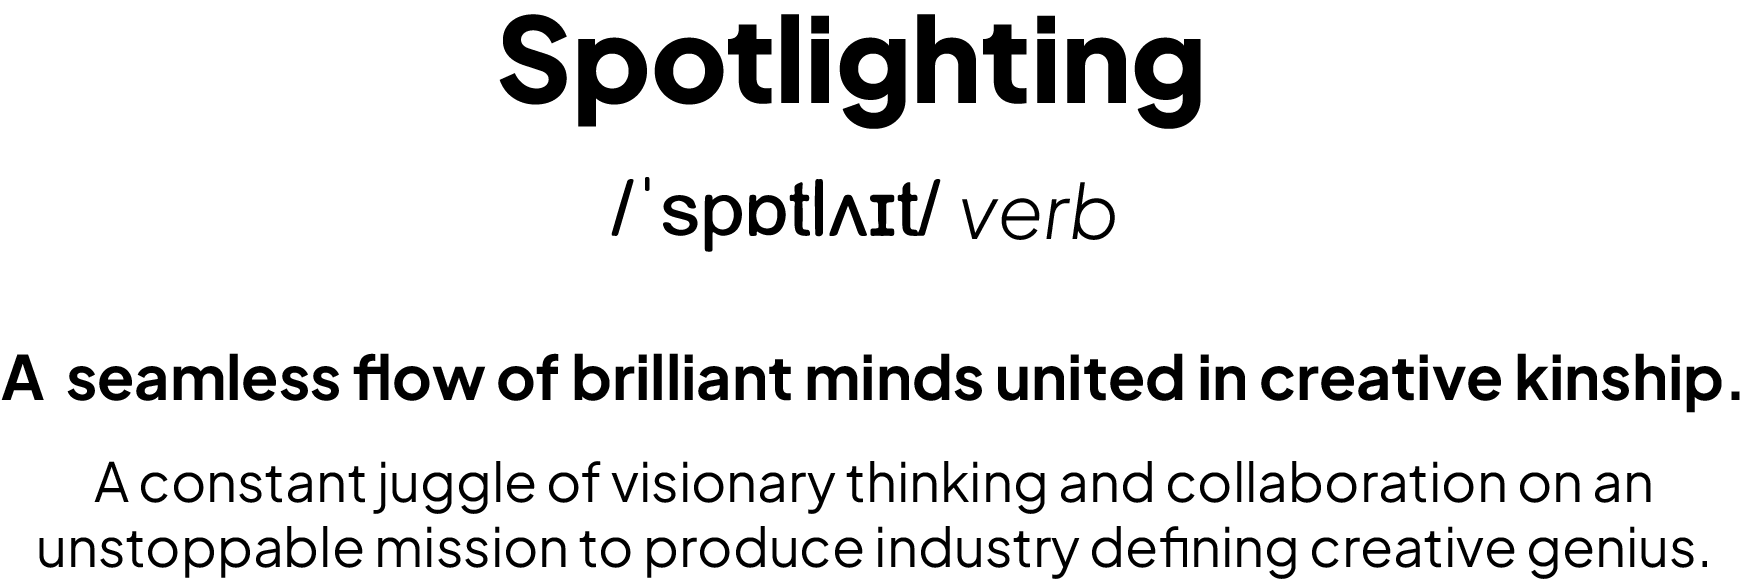 Spotlighting
/ˈspɒtlʌɪt/ verb
A seamless flow of brilliant minds united in creative kinship.
A constant juggle of visionary thinking and collaboration on an
unstoppable mission to produce industry defining creative genius.